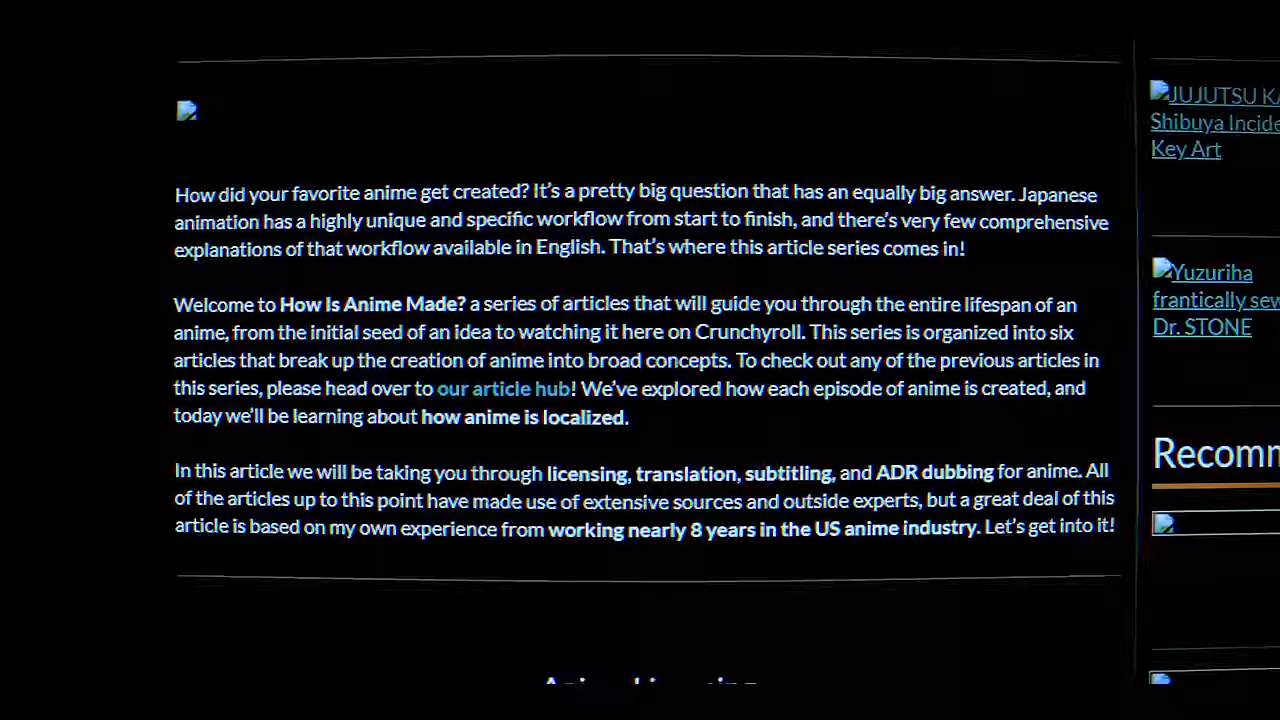 How did your favorite anime get created? It's a pretty big question that has an equally big answer. Japanese
animation has a highly unique and specific workflow from start to finish, and there's very few comprehensive
explanations of that workflow available in English. That's where this article series comes in!
Welcome to How Is Anime Made? a series of articles that will guide you through the entire lifespan of an
anime, from the initial seed of an idea to watching it here on Crunchyroll. This series is organized into six
articles that break up the creation of anime into broad concepts. To check out any of the previous articles in
this series, please head over to our article hub! We've explored how each episode of anime is created, and
today we'll be learning about how anime is localized.
In this article we will be taking you through licensing, translation, subtitling, and ADR dubbing for anime. All
of the articles up to this point have made use of extensive sources and outside experts, but a great deal of this
article is based on my own experience from working nearly 8 years in the US anime industry. Let's get into it!
JUJUTSU
Shibuya
Key Art
Yuzuriha
frantically
Dr. STONE